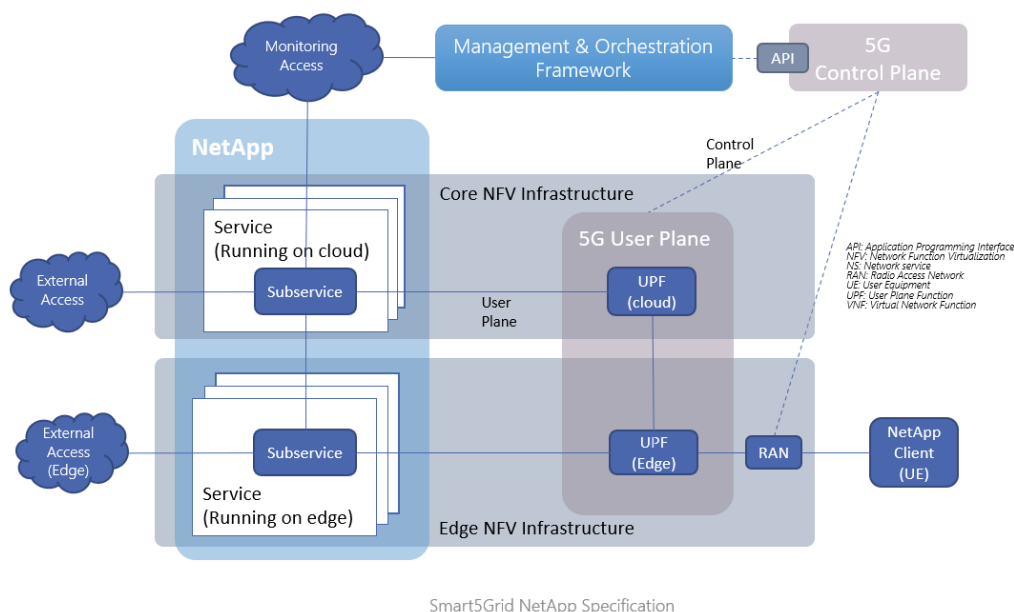 Monitoring
Access
Management & Orchestration
Framework
API
5G
Control Plane
NetApp
Control
Plane
Core NFV Infrastructure
Service
(Running on cloud)
5G User Plane
API: Application Programming Interface
NFV: Network Function Virtualization
NS: Network service
RAN: Radio Access Network
UE: User Equipment
UPF: User Plane Function
VNF: Virtual Network Function
External
Access
Subservice
User
Plane
UPF
(cloud)
External
Access
(Edge)
Subservice
UPF
(Edge)
RAN
NetApp
Client
(UE)
Service
(Running on edge)
Edge NFV Infrastructure
Smart5Grid NetApp Specification